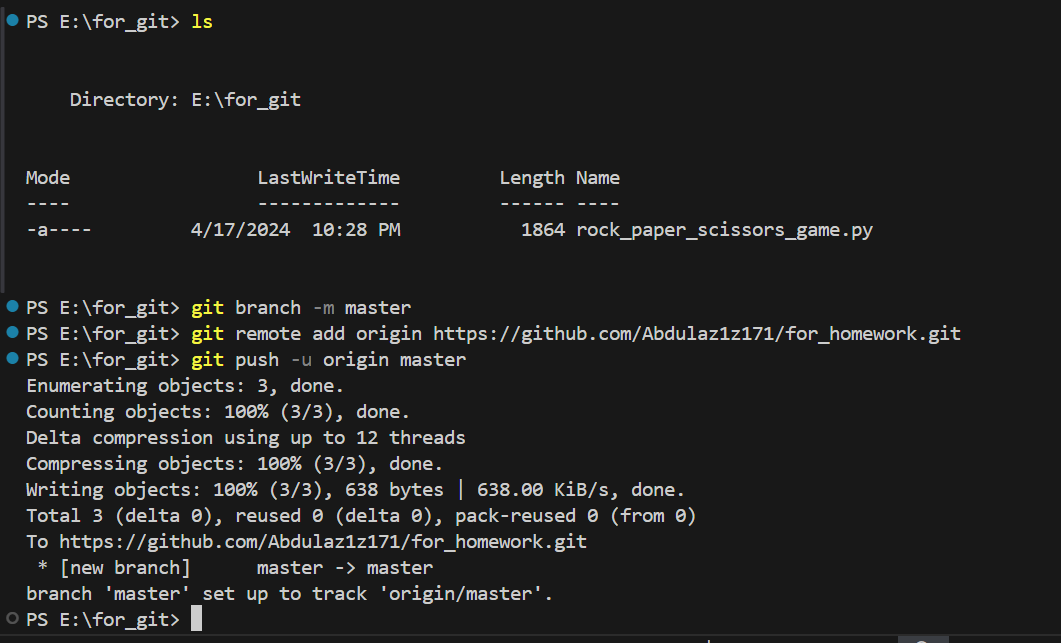 PS E:\for_git> ls
Directory: E:\for_git
Mode                 LastWriteTime         Length Name
----                 -------------         ------ ----
-a----         4/17/2024  10:28 PM           1864 rock_paper_scissors_game.py
PS E:\for_git> git branch -m master
PS E:\for_git> git remote add origin https://github.com/Abdulaz1z171/for_homework.git
PS E:\for_git> git push -u origin master
Enumerating objects: 3, done.
Counting objects: 100% (3/3), done.
Delta compression using up to 12 threads
Compressing objects: 100% (3/3), done.
Writing objects: 100% (3/3), 638 bytes | 638.00 KiB/s, done.
Total 3 (delta 0), reused 0 (delta 0), pack-reused 0 (from 0)
To https://github.com/Abdulaz1z171/for_homework.git
 * [new branch]      master -> master
branch 'master' set up to track 'origin/master'.
PS E:\for_git>